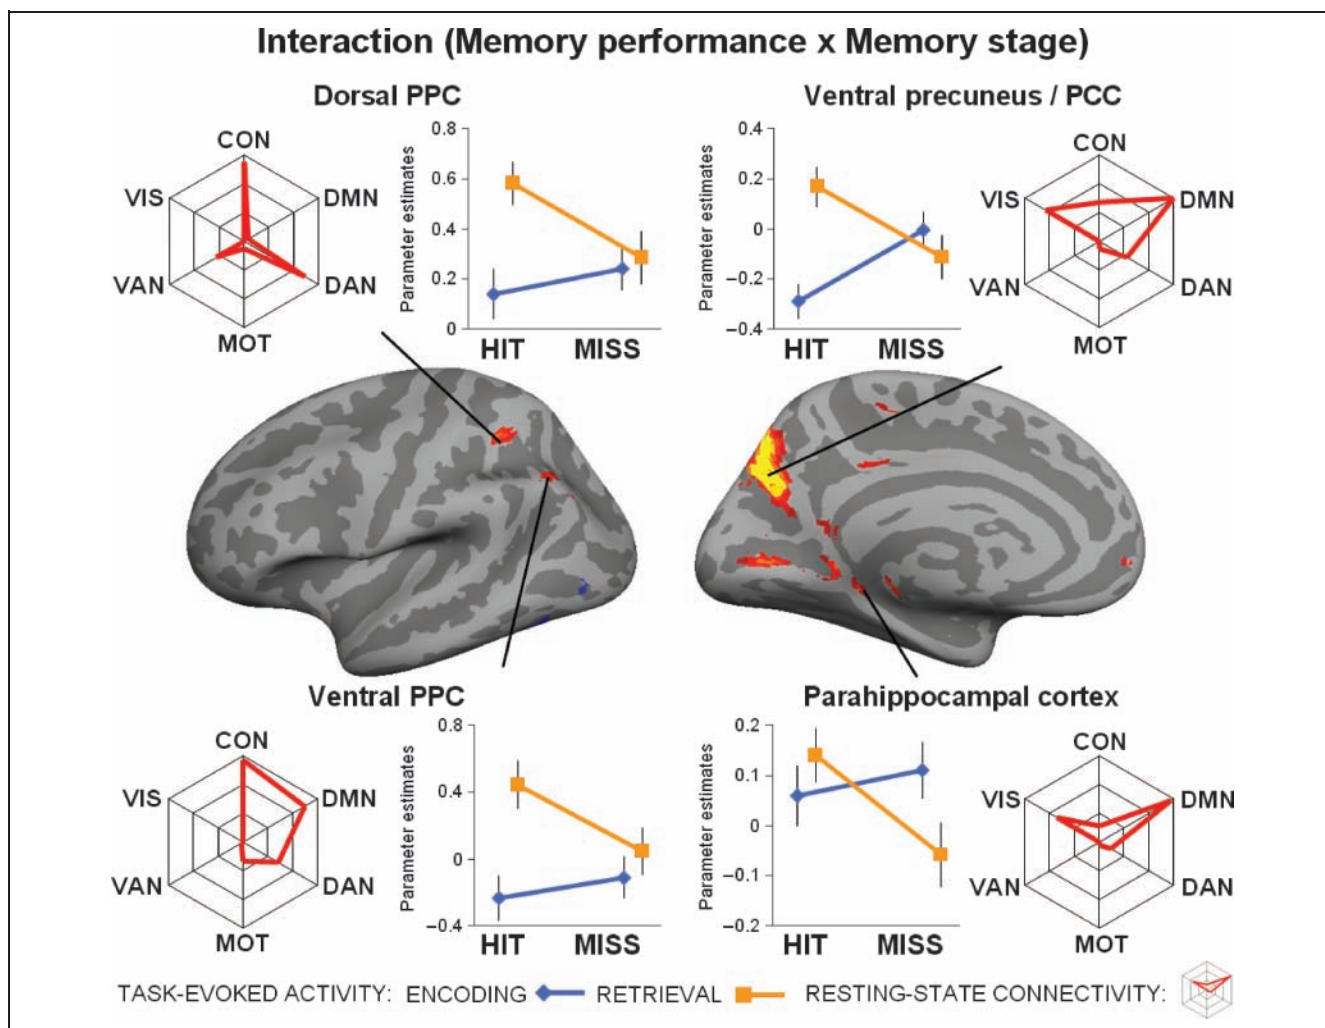 Interaction (Memory performance x Memory stage)
Dorsal PPC
CON
DMN
DAN
MOT
VAN
VIS
Parameter estimates
0.8
0.6
0.4
0.2
0
HIT MISS
Ventral precuneus / PCC
Parameter estimates
0.4
0.2
0
−0.2
−0.4
HIT MISS
CON
DMN
DAN
MOT
VAN
VIS
Ventral PPC
CON
DMN
DAN
MOT
VAN
VIS
Parameter estimates
0.8
0.4
0
−0.4
HIT MISS
Parahippocampal cortex
Parameter estimates
0.2
0.1
0
−0.1
−0.2
HIT MISS
CON
DMN
DAN
MOT
VAN
VIS
TASK-EVOKED ACTIVITY: ENCODING RETRIEVAL RESTING-STATE CONNECTIVITY: